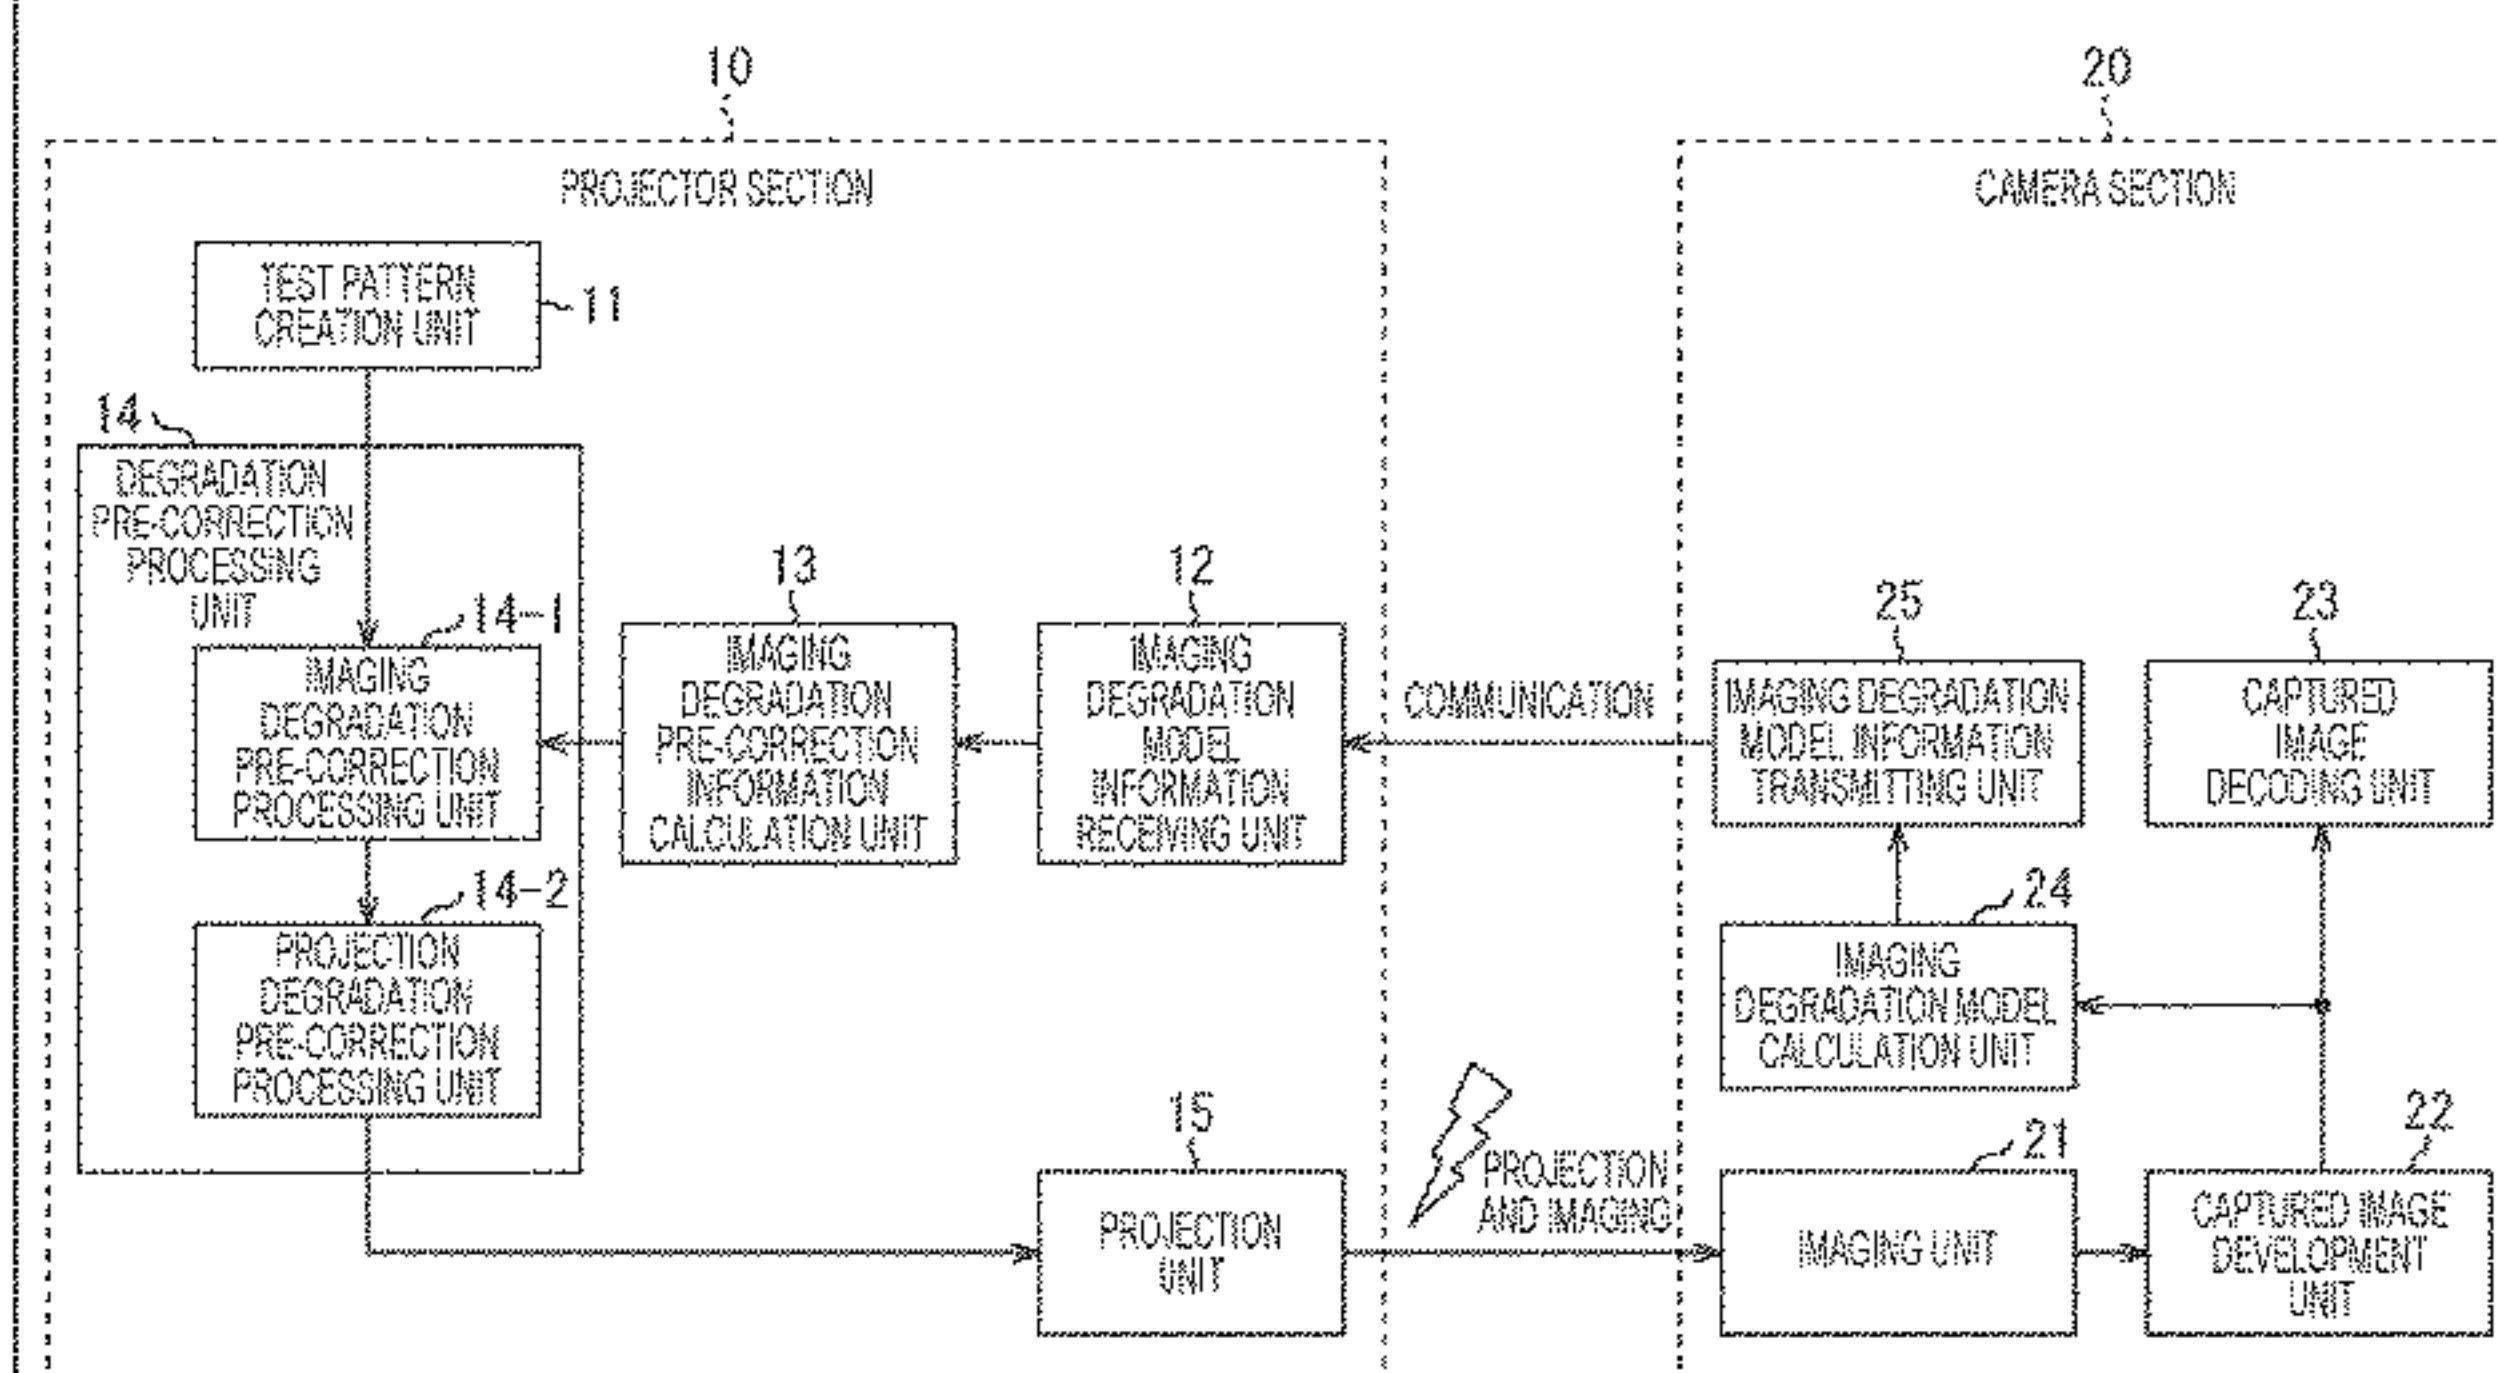 10
20
PROJECTOR SECTION
CAMERA SECTION
TEST PATTERN
CREATION UNIT
11
14
DEGRADATION
PRE-CORRECTION
PROCESSING
UNIT
14-1
IMAGING
DEGRADATION
PRE-CORRECTION
PROCESSING UNIT
13
IMAGING
DEGRADATION
PRE-CORRECTION
INFORMATION
CALCULATION UNIT
12
IMAGING
DEGRADATION
MODEL
INFORMATION
RECEIVING UNIT
COMMUNICATION
25
IMAGING DEGRADATION
MODEL INFORMATION
TRANSMITTING UNIT
23
CAPTURED
IMAGE
DECODING UNIT
14-2
PROJECTION
DEGRADATION
PRE-CORRECTION
PROCESSING UNIT
24
IMAGING
DEGRADATION MODEL
CALCULATION UNIT
15
PROJECTION
UNIT
PROJECTION
AND IMAGING
21
IMAGING UNIT
22
CAPTURED IMAGE
DEVELOPMENT
UNIT